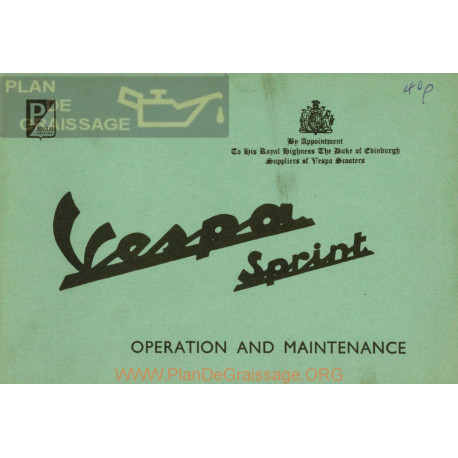 PLAN
DE
GRAISSAGE
P
40p
By Appointment
To His Royal Highness The Duke of Edinburgh
Suppliers of Vespa Scooters
Vespa
Sprint
OPERATION AND MAINTENANCE
www.PlanDeGraissage.ORG